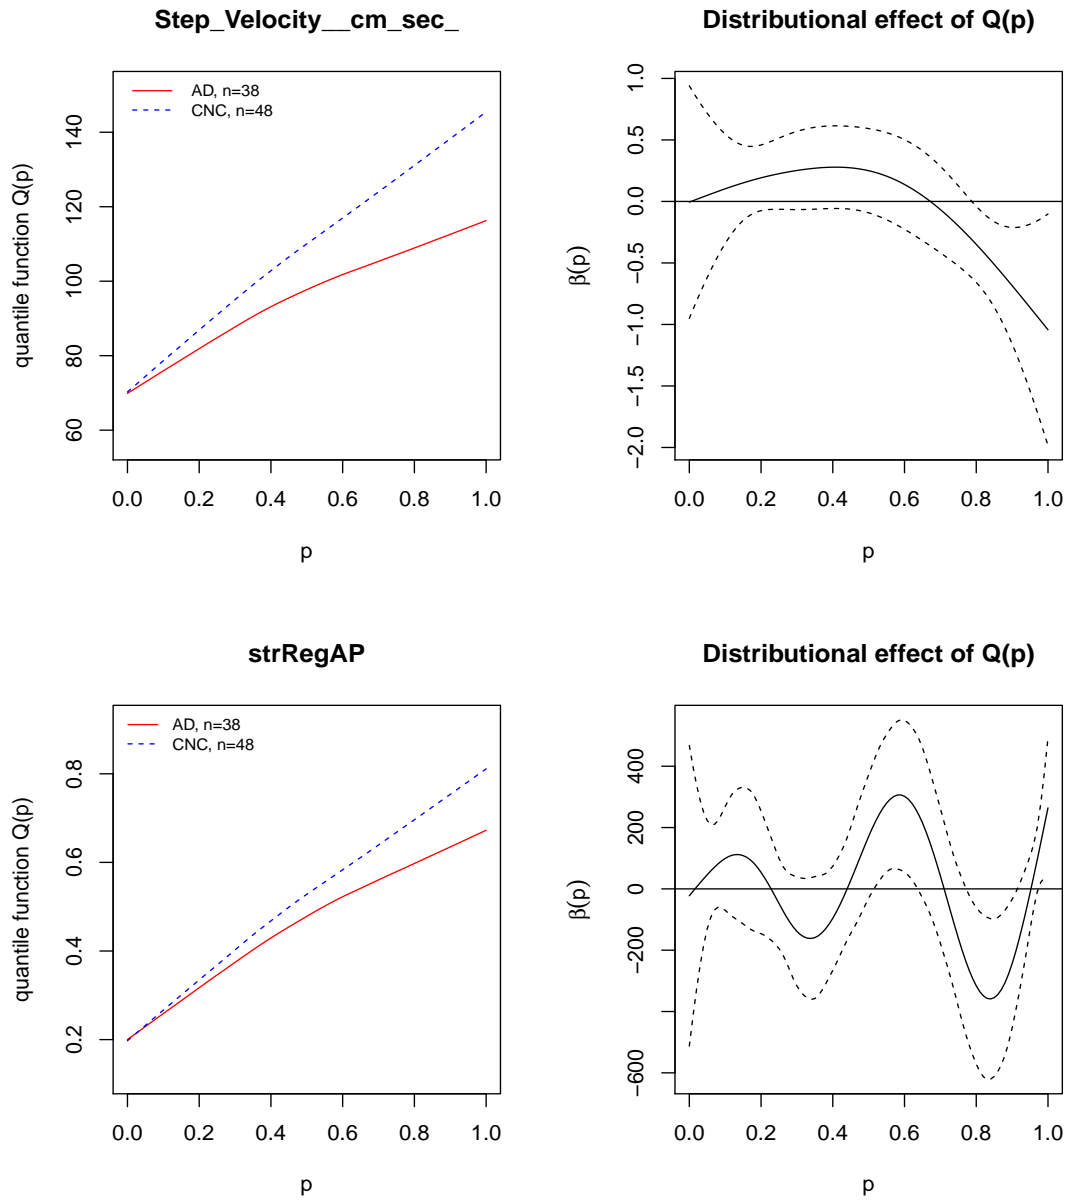 Step_Velocity__cm_sec_
AD, n=38
CNC, n=48
quantile function Q(p)
60
80
100
120
140
0.0 0.2 0.4 0.6 0.8 1.0
p
Distributional effect of Q(p)
β(p)
−2.0
−1.5
−1.0
−0.5
0.0
0.5
1.0
0.0 0.2 0.4 0.6 0.8 1.0
p
strRegAP
AD, n=38
CNC, n=48
quantile function Q(p)
0.2
0.4
0.6
0.8
0.0 0.2 0.4 0.6 0.8 1.0
p
Distributional effect of Q(p)
β(p)
−600
−200
0
200
400
0.0 0.2 0.4 0.6 0.8 1.0
p